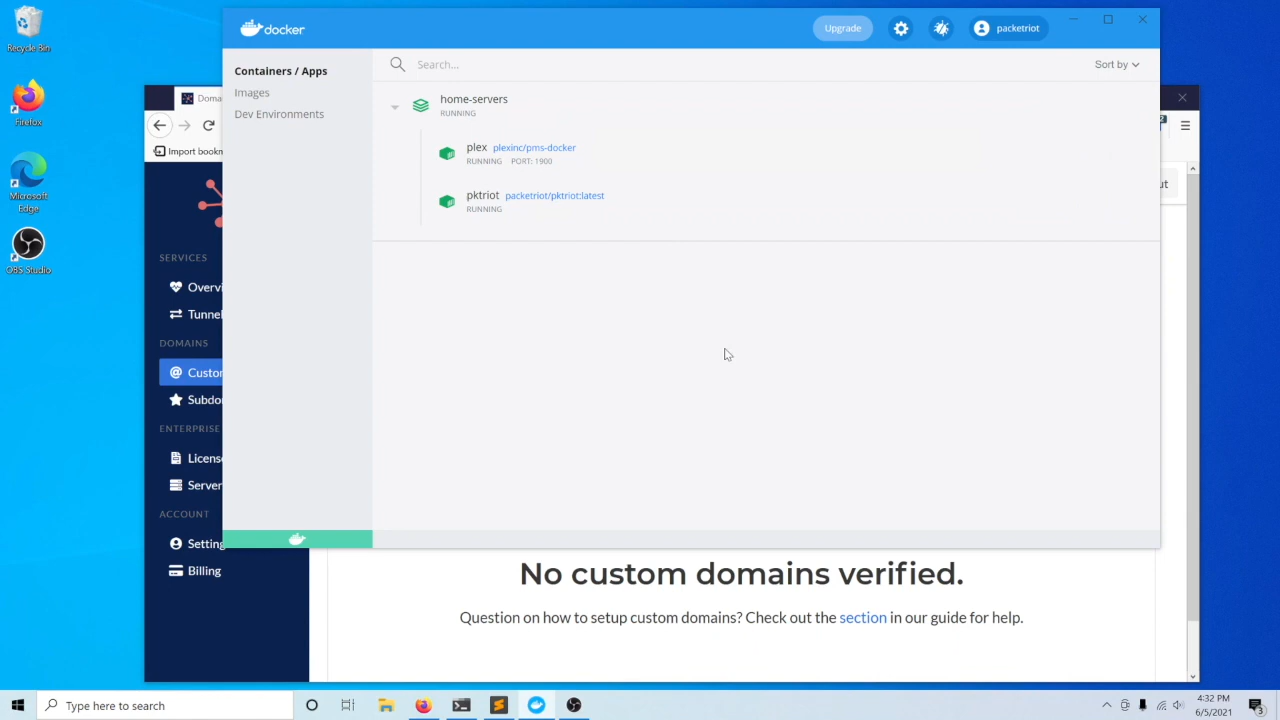 Recycle Bin
Firefox
Microsoft
Edge
OBS Studio
docker
Upgrade
packetriot
Containers / Apps
Images
Dev Environments
Search...
Sort by
home-servers
RUNNING
plex plexinc/pms-docker
RUNNING PORT: 1900
pktriot packetriot/pktriot:latest
RUNNING
Doma
Import bookm
SERVICES
Overvi
Tunnel
DOMAINS
Custor
Subdo
ENTERPRISE
Licens
Server
ACCOUNT
Setting
Billing
ut
No custom domains verified.
Question on how to setup custom domains? Check out the section in our guide for help.
Type here to search
4:32 PM
6/5/2021
3